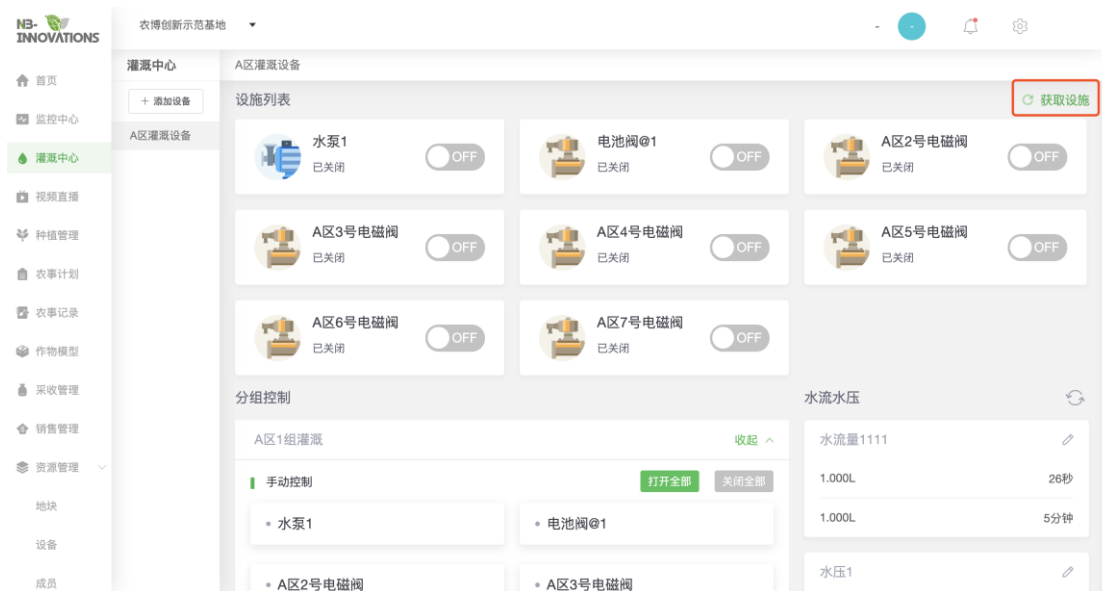 NB-
INNOVATIONS
农博创新示范基地
-
-
首页
监控中心
灌溉中心
视频直播
种植管理
农事计划
农事记录
作物模型
采收管理
销售管理
资源管理
地块
设备
成员
灌溉中心
+ 添加设备
A区灌溉设备
A区灌溉设备
设施列表
获取设施
水泵1
已关闭
OFF
电池阀@1
已关闭
OFF
A区2号电磁阀
已关闭
OFF
A区3号电磁阀
已关闭
OFF
A区4号电磁阀
已关闭
OFF
A区5号电磁阀
已关闭
OFF
A区6号电磁阀
已关闭
OFF
A区7号电磁阀
已关闭
OFF
分组控制
A区1组灌溉
收起
手动控制
打开全部
关闭全部
水泵1
电池阀@1
A区2号电磁阀
A区3号电磁阀
水流水压
水流量1111
1.000L 26秒
1.000L 5分钟
水压1